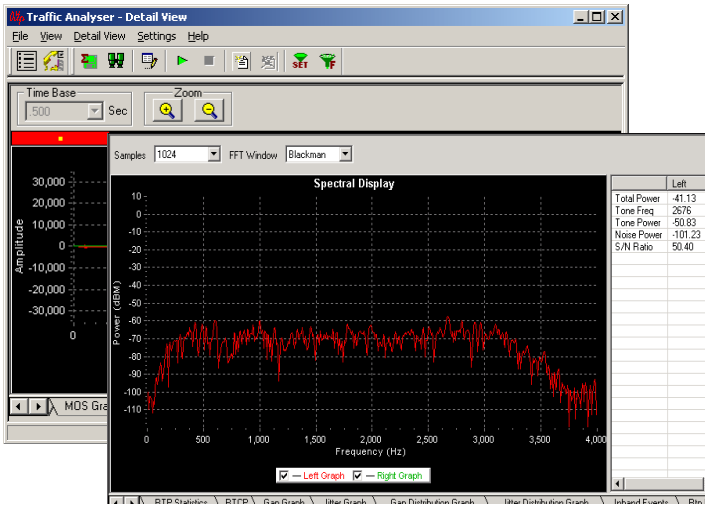 Traffic Analyser - Detail View
File View Detail View Settings Help
SET F
Time Base Zoom
.500 Sec
Samples 1024 FFT Window Blackman
30,000
20,000
10,000
0
-10,000
-20,000
-30,000
Amplitude
0
MOS Gra
Spectral Display
10
0
-10
-20
-30
-40
-50
-60
-70
-80
-90
-100
-110
Power (dBM)
0 500 1,000 1,500 2,000 2,500 3,000 3,500 4,000
Frequency (Hz)
Left Graph Right Graph
Left
Total Power -41.13
Tone Freq 2676
Tone Power -50.83
Noise Power -101.23
S/N Ratio 50.40
RTP Statistics RTCP Gap Graph Jitter Graph Gap Distribution Graph Jitter Distribution Graph Inband Events Rtp